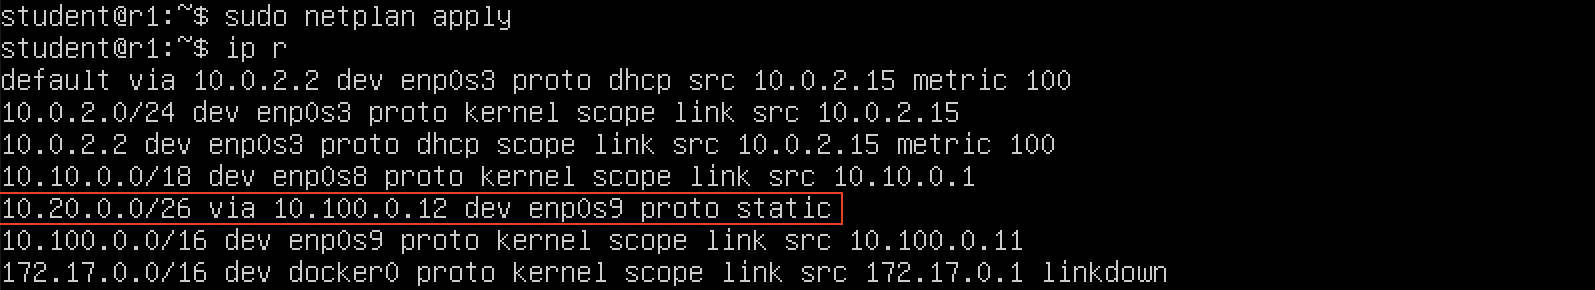 student@r1:~$ sudo netplan apply
student@r1:~$ ip r
default via 10.0.2.2 dev enp0s3 proto dhcp src 10.0.2.15 metric 100
10.0.2.0/24 dev enp0s3 proto kernel scope link src 10.0.2.15
10.0.2.2 dev enp0s3 proto dhcp scope link src 10.0.2.15 metric 100
10.10.0.0/18 dev enp0s8 proto kernel scope link src 10.10.0.1
10.20.0.0/26 via 10.100.0.12 dev enp0s9 proto static
10.100.0.0/16 dev enp0s9 proto kernel scope link src 10.100.0.11
172.17.0.0/16 dev docker0 proto kernel scope link src 172.17.0.1 linkdown